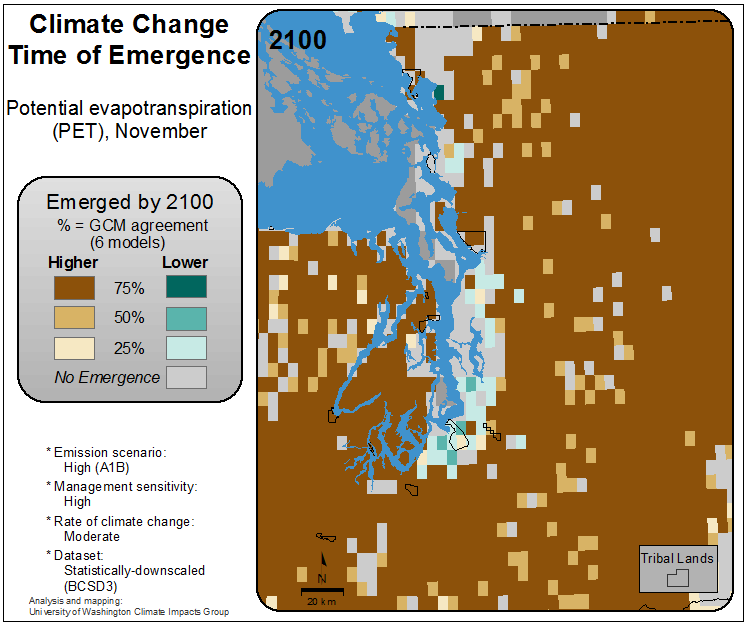 Climate Change
Time of Emergence
Potential evapotranspiration
(PET), November
Emerged by 2100
% = GCM agreement
(6 models)
Higher Lower
75%
50%
25%
No Emergence
* Emission scenario:
High (A1B)
* Management sensitivity:
High
* Rate of climate change:
Moderate
* Dataset:
Statistically-downscaled
(BCSD3)
Analysis and mapping:
University of Washington Climate Impacts Group
2100
N
20 km
Tribal Lands